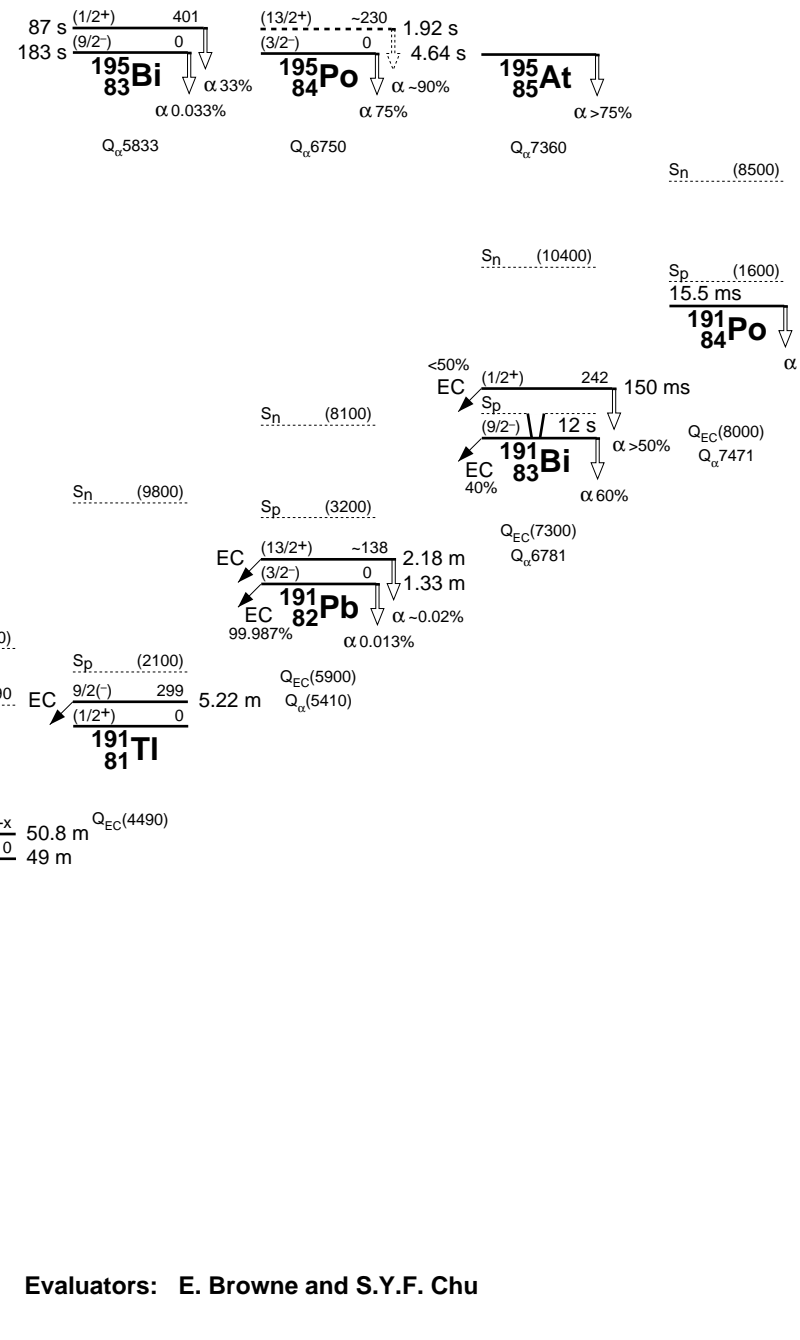 87 s (1/2+) 401
183 s (9/2−) 0
195
83 Bi
α 33%
α 0.033%
Qα5833
(13/2+) ~230 1.92 s
(3/2−) 0 4.64 s
195
84 Po
α ~90%
α 75%
Qα6750
195
85 At
α >75%
Qα7360
Sn (8500)
Sp (1600)
15.5 ms
191
84 Po
α
QEC(8000)
Qα7471
Sn (10400)
<50%
EC (1/2+) 242 150 ms
Sp
(9/2−) 12 s
191
83 Bi
α >50%
EC
40%
α 60%
QEC(7300)
Qα6781
Sn (8100)
Sp (3200)
EC (13/2+) ~138 2.18 m
(3/2−) 0 1.33 m
191
82 Pb
EC
99.987%
α ~0.02%
α 0.013%
QEC(5900)
Qα(5410)
Sn (9800)
Sp (2100)
EC 9/2(−) 299 5.22 m
(1/2+) 0
191
81 Tl
QEC(4490)
0)
90
x 50.8 m
0 49 m
Evaluators: E. Browne and S.Y.F. Chu